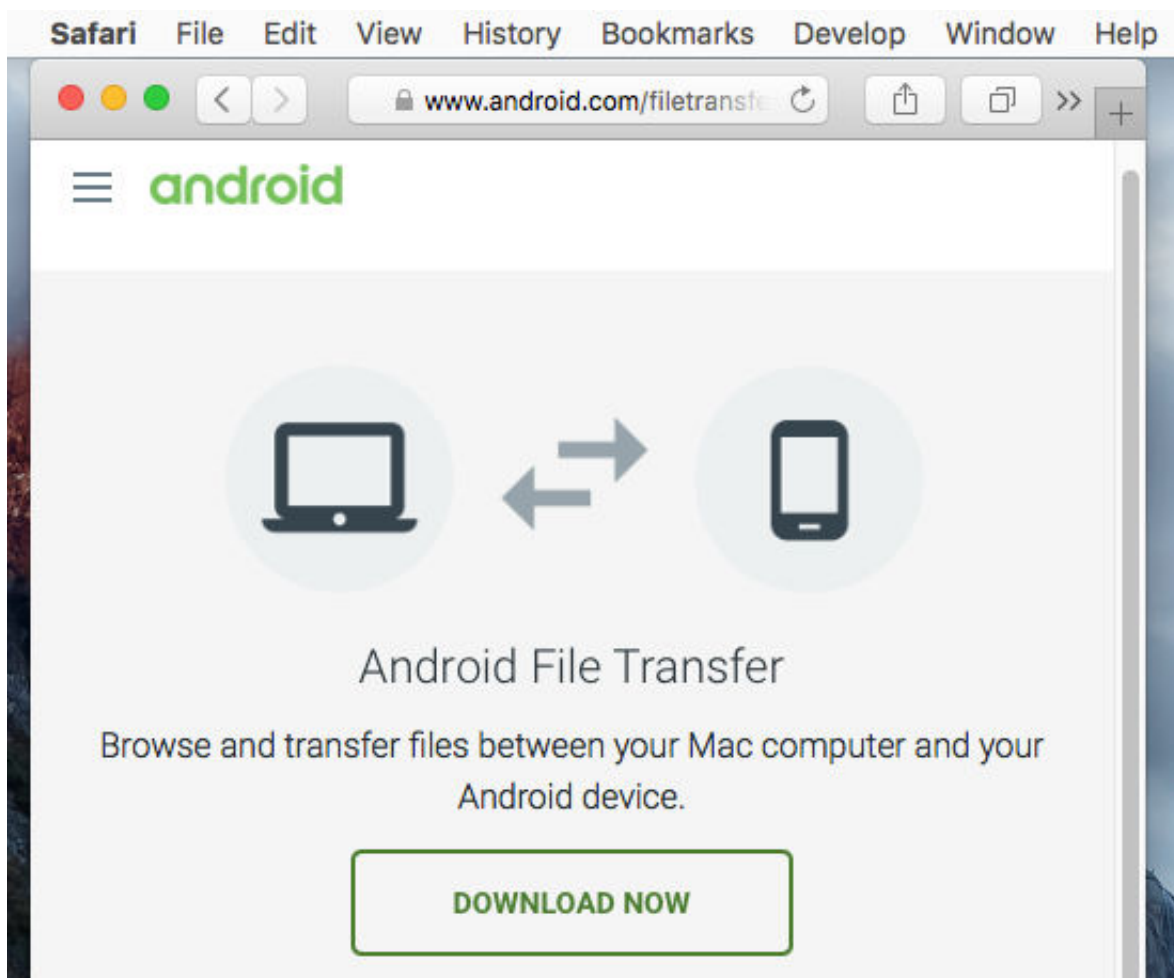 Safari File Edit View History Bookmarks Develop Window Help
www.android.com/filetransfe
android
Android File Transfer
Browse and transfer files between your Mac computer and your
Android device.
DOWNLOAD NOW